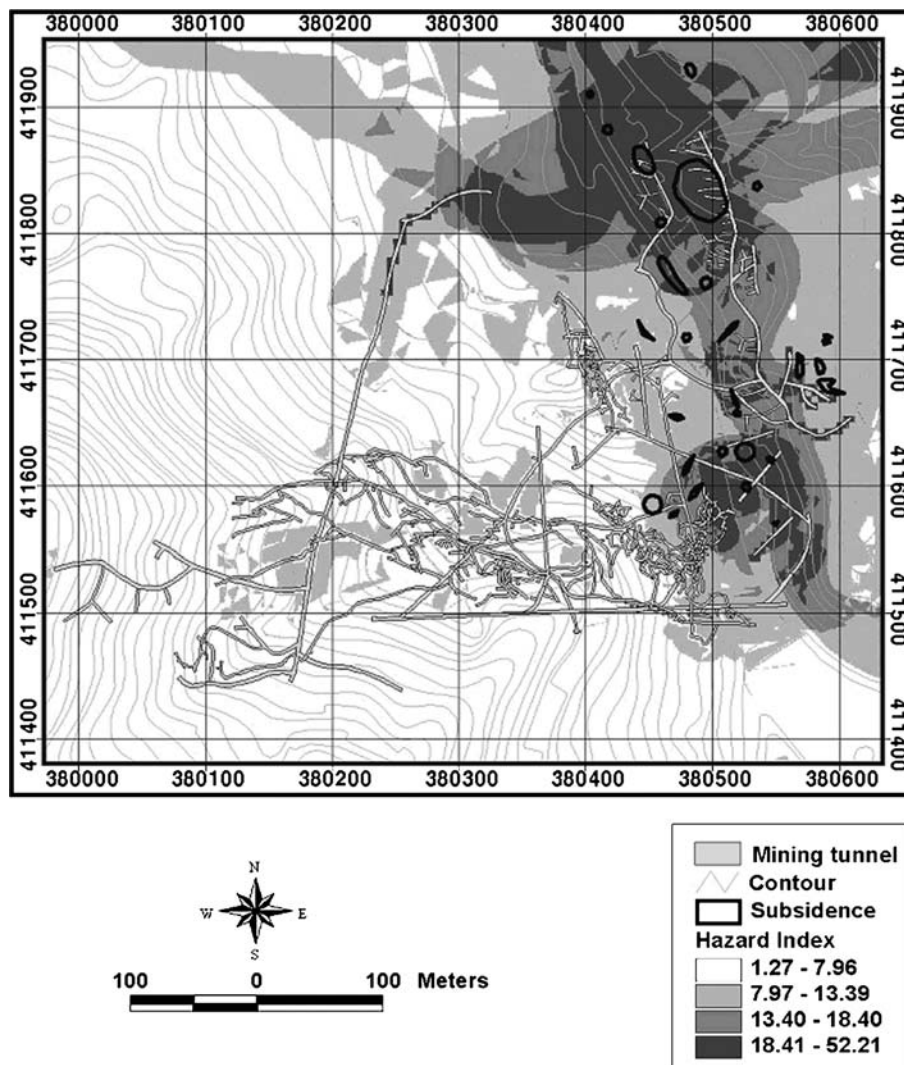 380000 380100 380200 380300 380400 380500 380600
411900 411900
411800 411800
411700 411700
411600 411600
411500 411500
411400 411400
380000 380100 380200 380300 380400 380500 380600
N
W E
S
100 0 100 Meters
Mining tunnel
Contour
Subsidence
Hazard Index
1.27 - 7.96
7.97 - 13.39
13.40 - 18.40
18.41 - 52.21